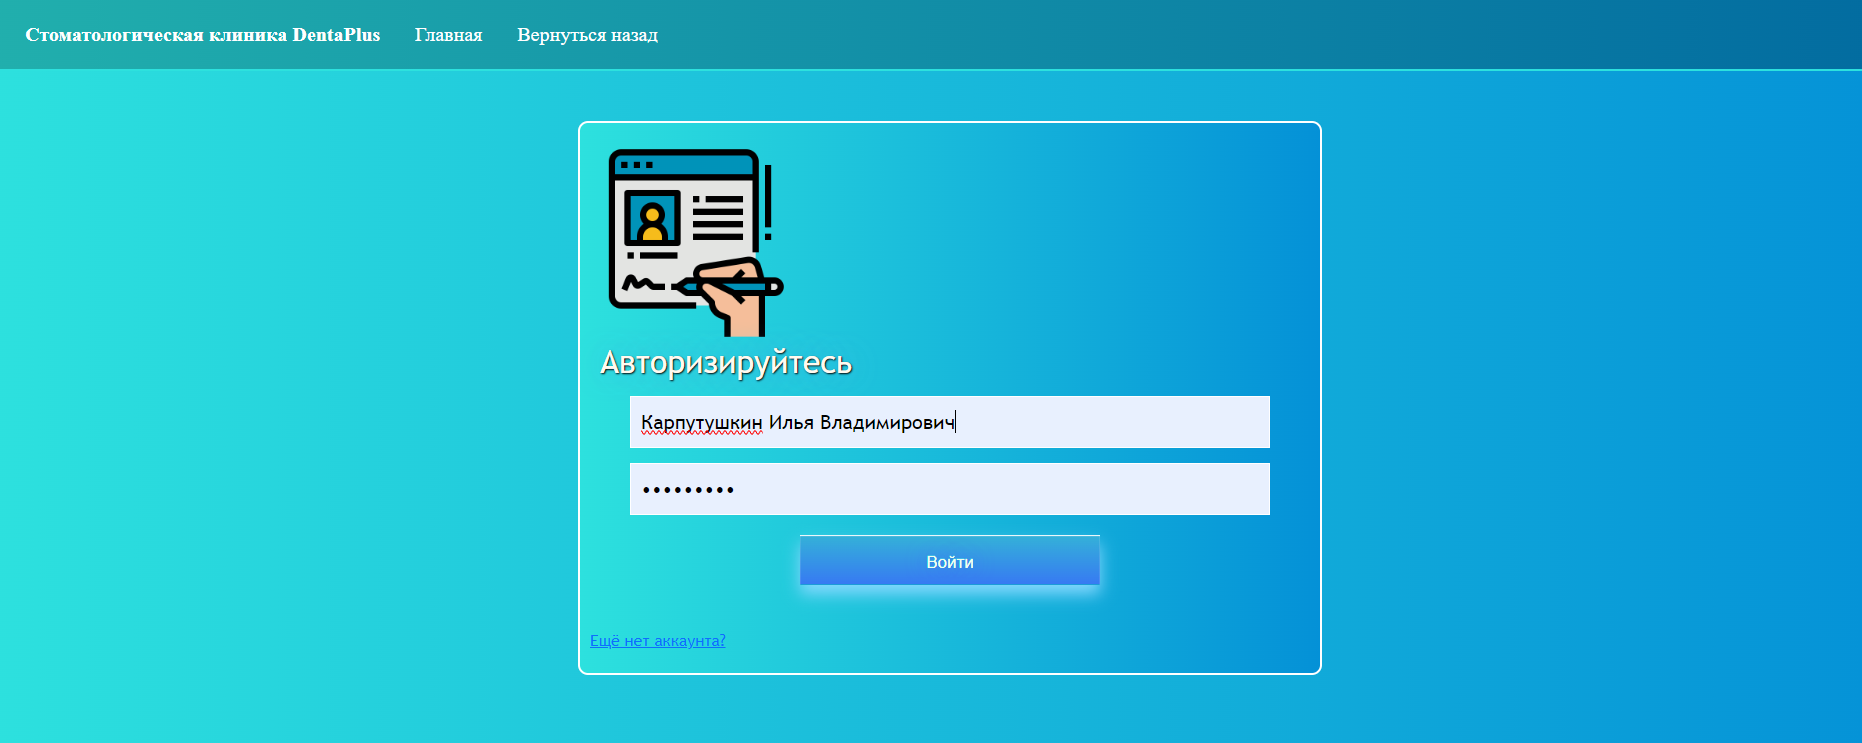 Стоматологическая клиника DentaPlus Главная Вернуться назад
Авторизируйтесь
Карпутушкин Илья Владимирович
•••••••••
Войти
Ещё нет аккаунта?